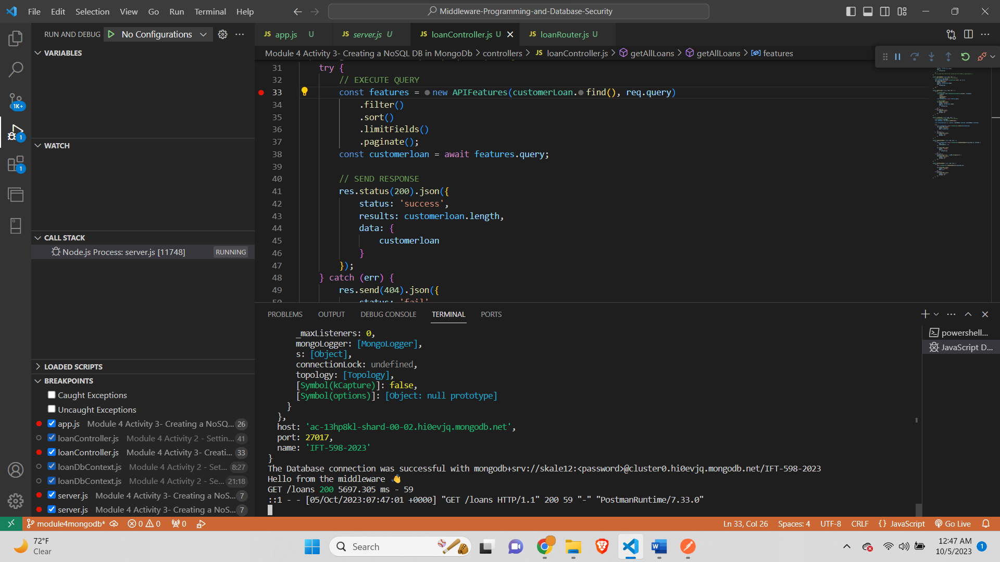 File Edit Selection View Go Run Terminal Help
Middleware-Programming-and-Database-Security
RUN AND DEBUG No Configurations
VARIABLES
WATCH
CALL STACK
Node.js Process: server.js [11748] RUNNING
LOADED SCRIPTS
BREAKPOINTS
Caught Exceptions
Uncaught Exceptions
app.js Module 4 Activity 3- Creating a NoSQ... 26
loanController.js Module 4 Activity 2 - Settin... 41
loanController.js Module 4 Activity 3- Creati... 33
loanDbContext.js Module 4 Activity 2 - Set... 8:27
loanDbContext.js Module 4 Activity 2 - Se... 21:18
server.js Module 4 Activity 3- Creating a NoS... 7
server.js Module 4 Activity 3- Creating a NoS... 7
1K+
1
1
JS app.js U JS server.js U JS loanController.js U JS loanRouter.js U
Module 4 Activity 3- Creating a NoSQL DB in MongoDb > controllers > JS loanController.js > getAllLoans > getAllLoans > features
31 try {
32 // EXECUTE QUERY
33 const features = new APIFeatures(customerLoan.find(), req.query)
34 .filter()
35 .sort()
36 .limitFields()
37 .paginate();
38 const customerloan = await features.query;
39
40 // SEND RESPONSE
41 res.status(200).json({
42 status: 'success',
43 results: customerloan.length,
44 data: {
45 customerloan
46 }
47 });
48 } catch (err) {
49 res.send(404).json({
50 status: 'fail'
PROBLEMS OUTPUT DEBUG CONSOLE TERMINAL PORTS
_maxListeners: 0,
mongoLogger: [MongoLogger],
s: [Object],
connectionLock: undefined,
topology: [Topology],
[Symbol(kCapture)]: false,
[Symbol(options)]: [Object: null prototype]
}
},
host: 'ac-13hp8kl-shard-00-02.hi0evjq.mongodb.net',
port: 27017,
name: 'IFT-598-2023'
}
The Database connection was successful with mongodb+srv://skale12:<password>@cluster0.hi0evjq.mongodb.net/IFT-598-2023
Hello from the middleware 👋
GET /loans 200 5697.305 ms - 59
::1 - - [05/Oct/2023:07:47:01 +0000] "GET /loans HTTP/1.1" 200 59 "-" "PostmanRuntime/7.33.0"
powershell...
JavaScript D...
module4mongodb* 0 0 0 Ln 33, Col 26 Spaces: 4 UTF-8 CRLF {} JavaScript Go Live
72°F
Clear
Search
12:47 AM
10/5/2023
1